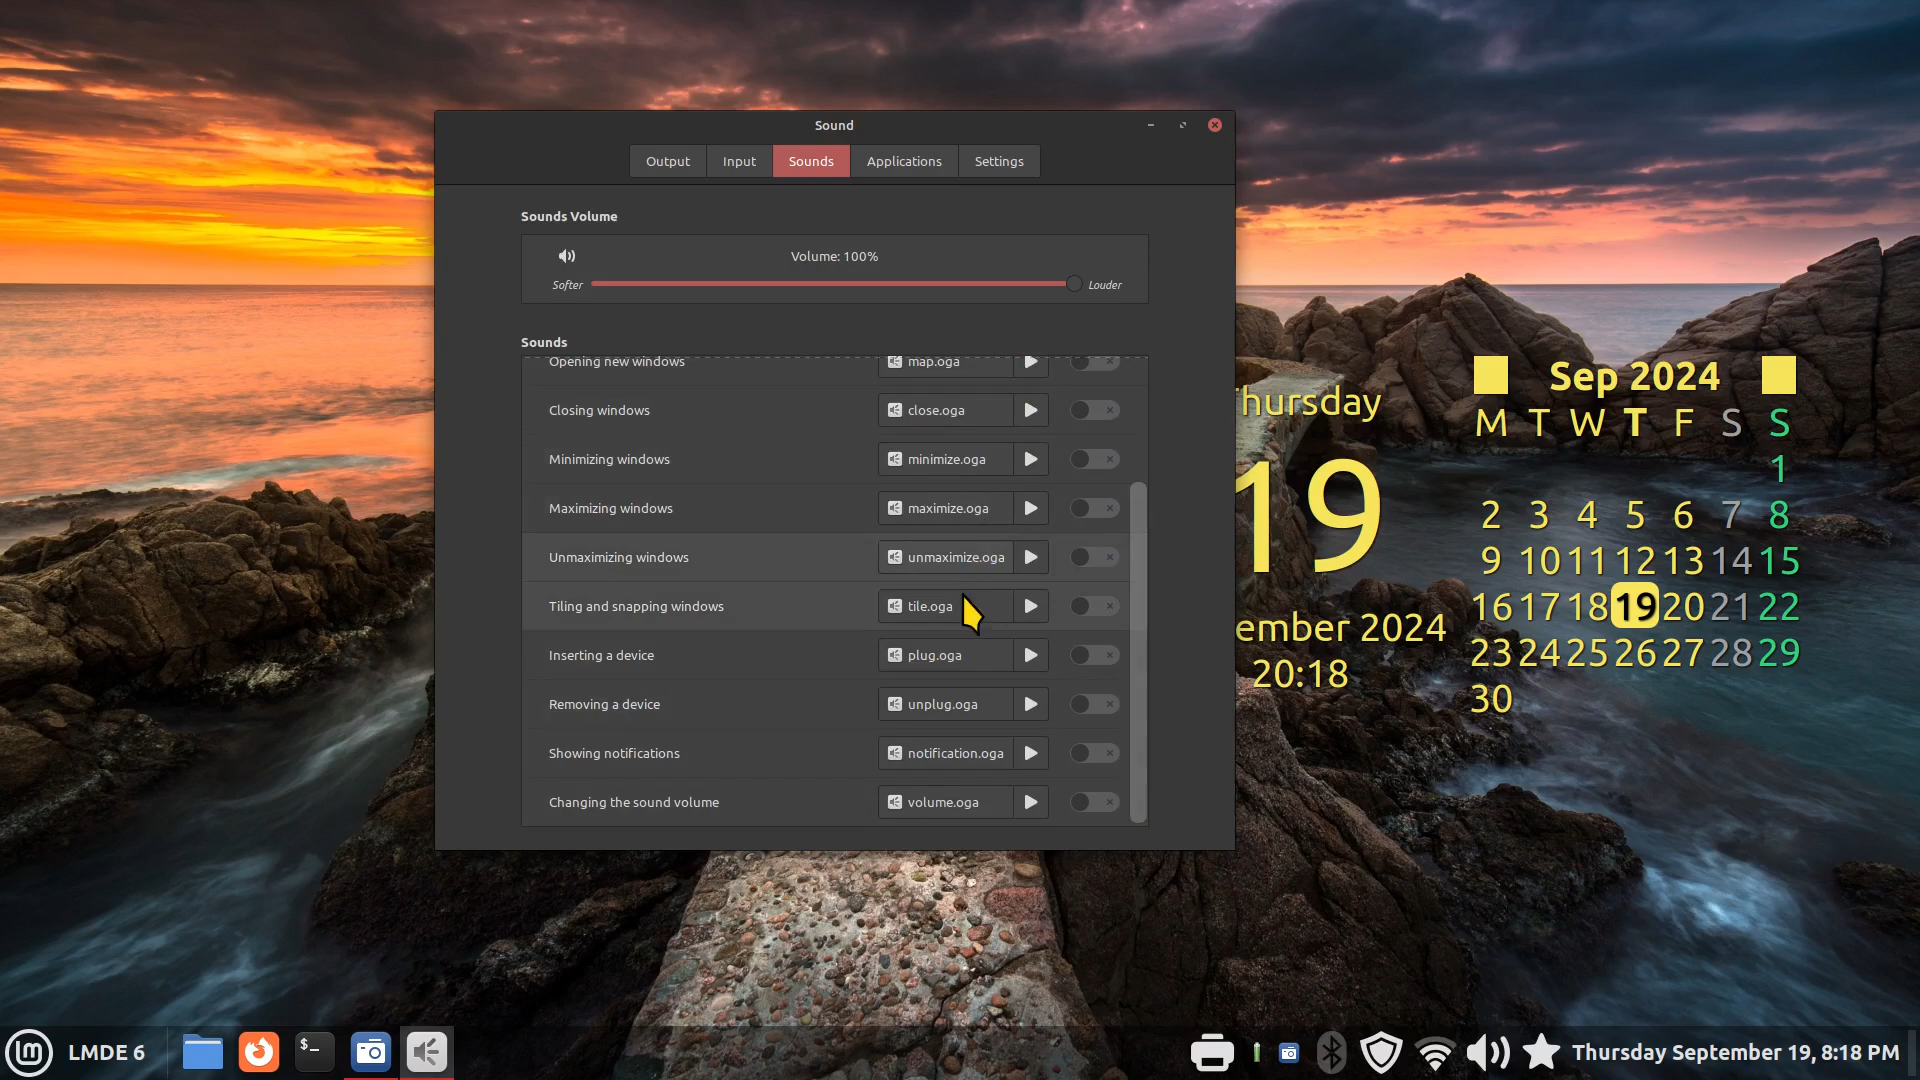 Sound
Output Input Sounds Applications Settings
Sounds Volume
Volume: 100%
Softer Louder
Sounds
Opening new windows map.oga
Closing windows close.oga
Minimizing windows minimize.oga
Maximizing windows maximize.oga
Unmaximizing windows unmaximize.oga
Tiling and snapping windows tile.oga
Inserting a device plug.oga
Removing a device unplug.oga
Showing notifications notification.oga
Changing the sound volume volume.oga
hursday
19
ember 2024
20:18
Sep 2024
M T W T F S S
1
2 3 4 5 6 7 8
9 10 11 12 13 14 15
16 17 18 19 20 21 22
23 24 25 26 27 28 29
30
LMDE 6
$-
Thursday September 19, 8:18 PM